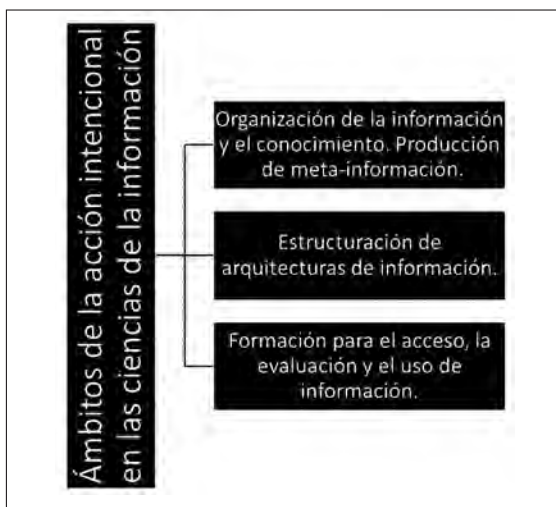 Ámbitos de la acción intencional
en las ciencias de la información
Organización de la información
y el conocimiento. Producción
de meta-información.
Estructuración de
arquitecturas de información.
Formación para el acceso, la
evaluación y el uso de
información.